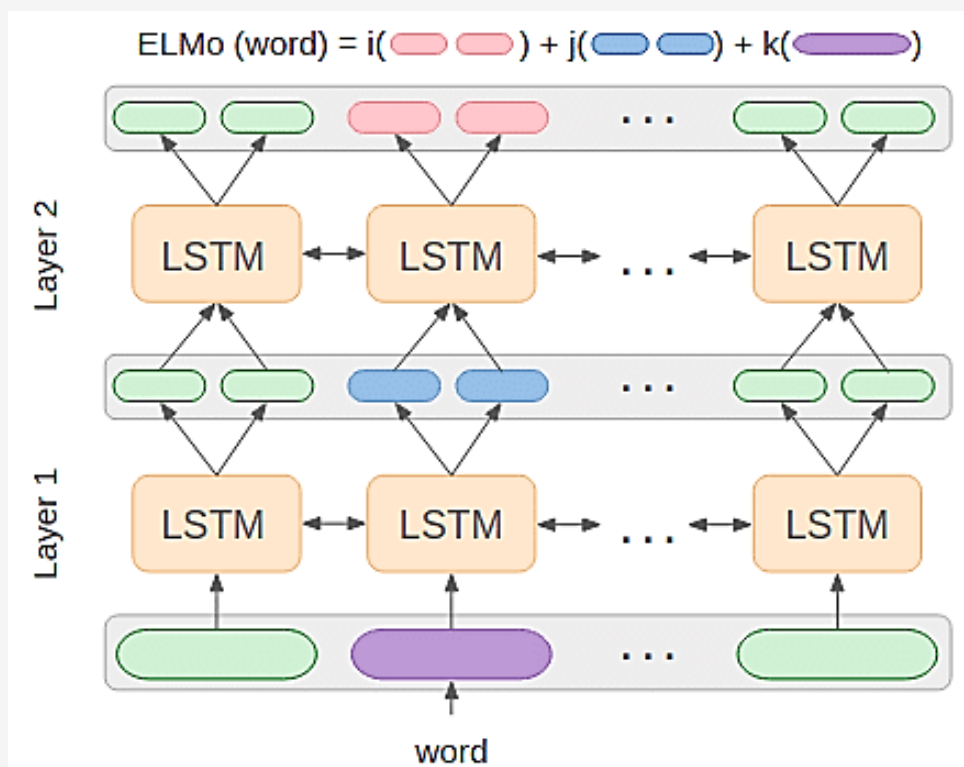 ELMo (word) = i( ) + j( ) + k( )
. . .
Layer 2
LSTM LSTM . . . LSTM
. . .
Layer 1
LSTM LSTM . . . LSTM
. . .
word